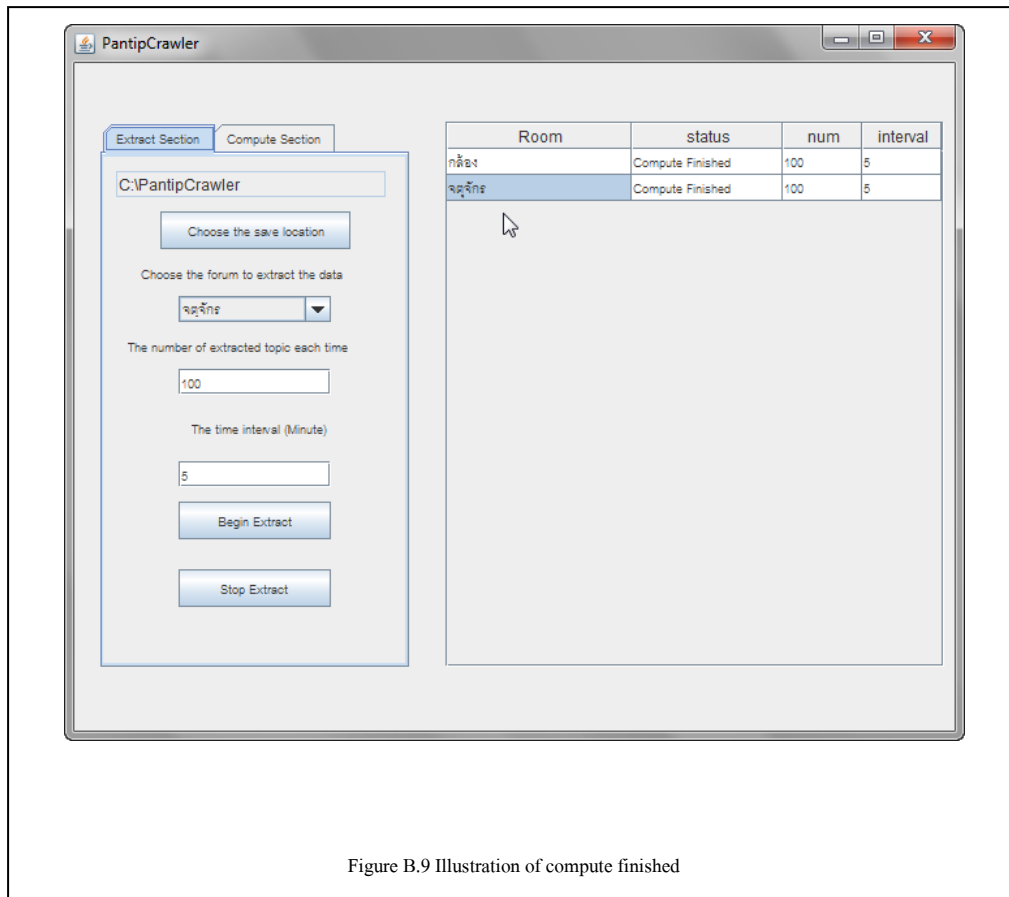 PantipCrawler
Extract Section Compute Section
C:\PantipCrawler
Choose the save location
Choose the forum to extract the data
จตุจักร
The number of extracted topic each time
100
The time interval (Minute)
5
Begin Extract
Stop Extract
Room status num interval
กล้อง Compute Finished 100 5
จตุจักร Compute Finished 100 5
Figure B.9 Illustration of compute finished